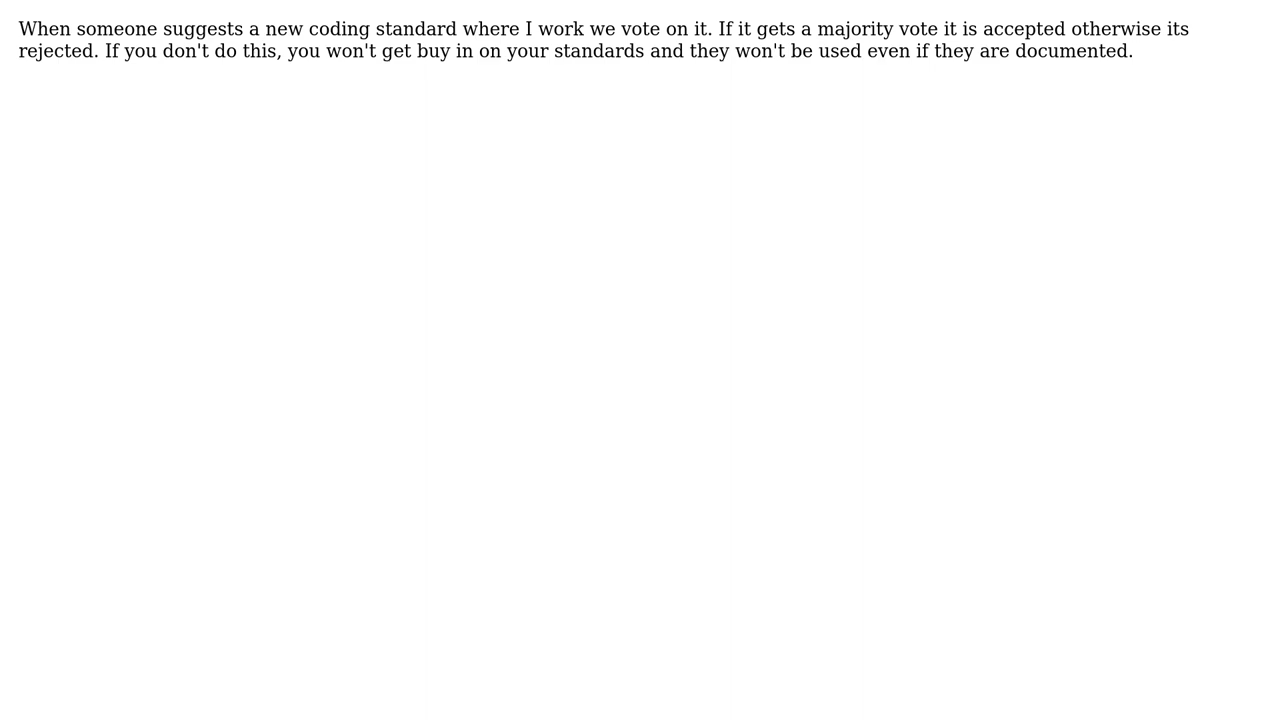 When someone suggests a new coding standard where I work we vote on it. If it gets a majority vote it is accepted otherwise its
rejected. If you don't do this, you won't get buy in on your standards and they won't be used even if they are documented.